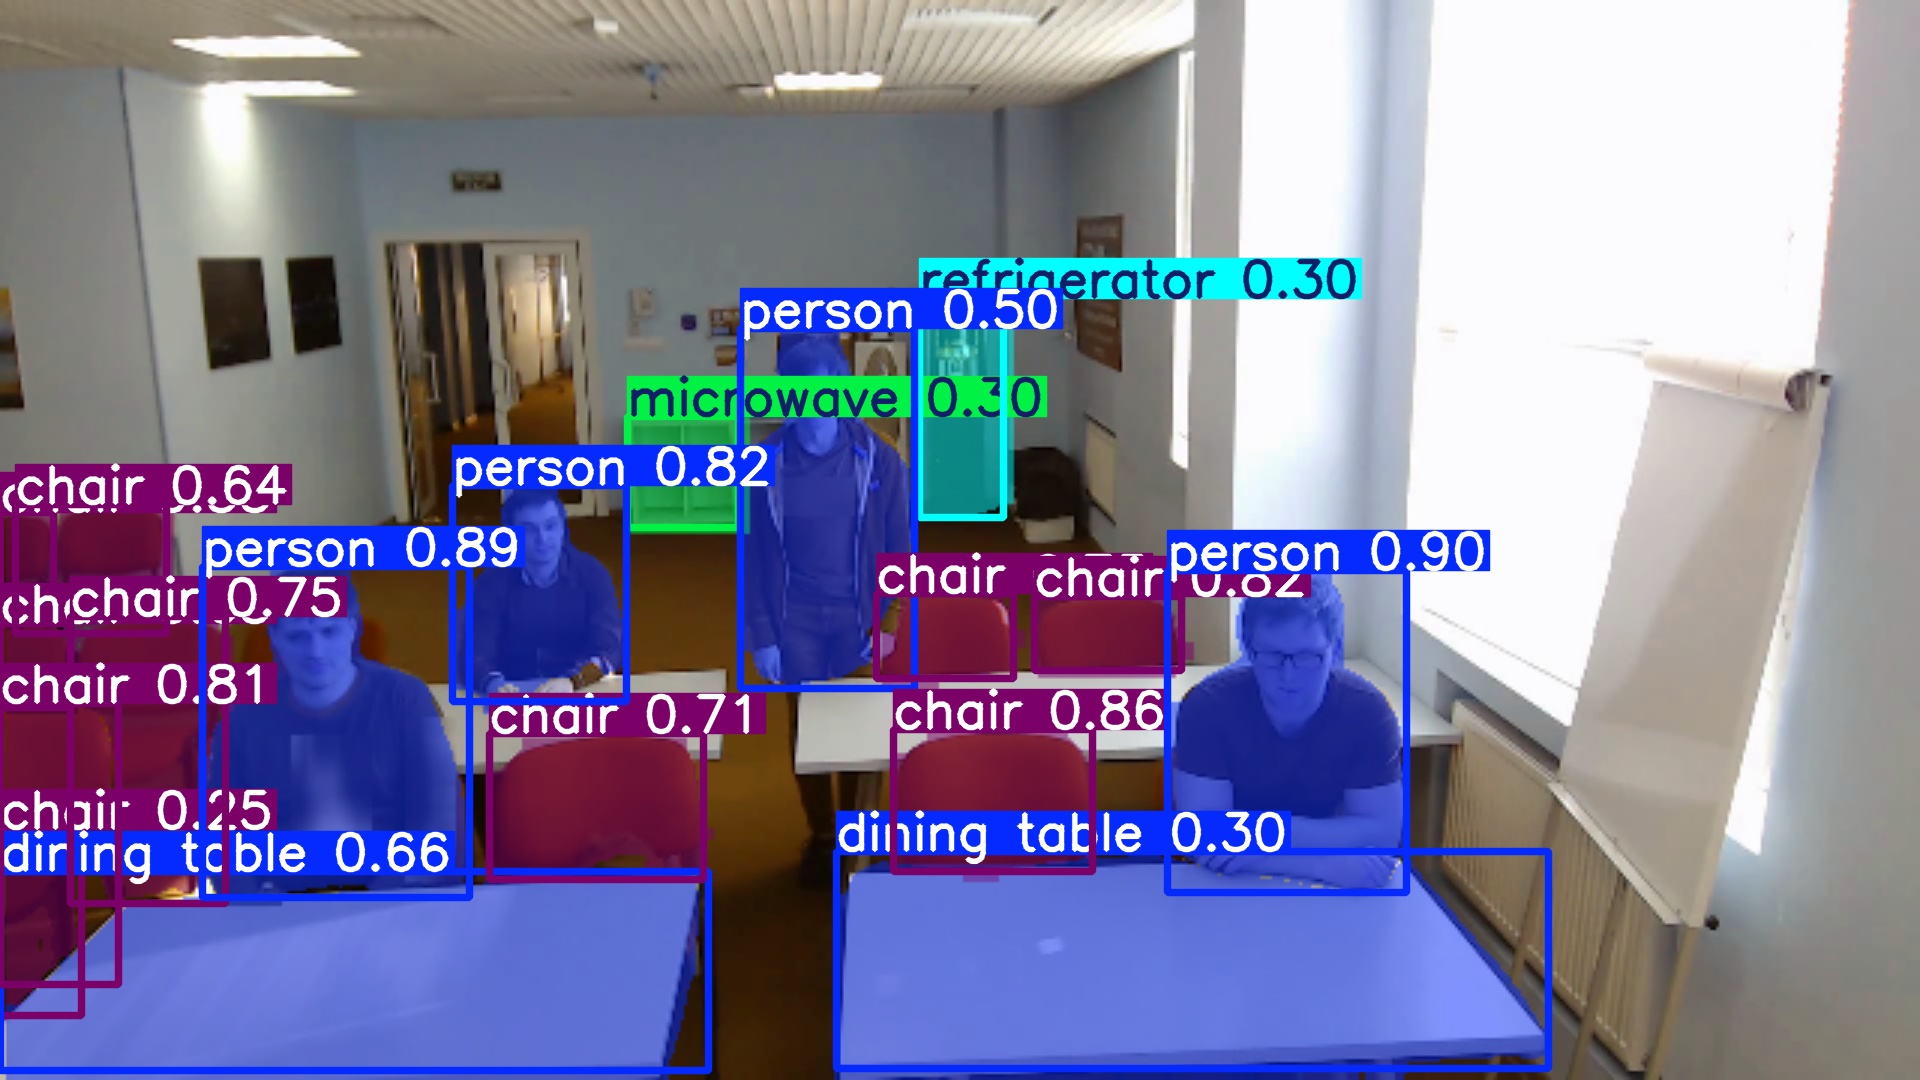 refrigerator 0.30
person 0.50
microwave 0.30
person 0.82
chair 0.64
person 0.89
person 0.90
chair
chair 0.82
chair 0.75
chair 0.81
chair 0.71
chair 0.86
chair 0.25
dining table 0.66
dining table 0.30